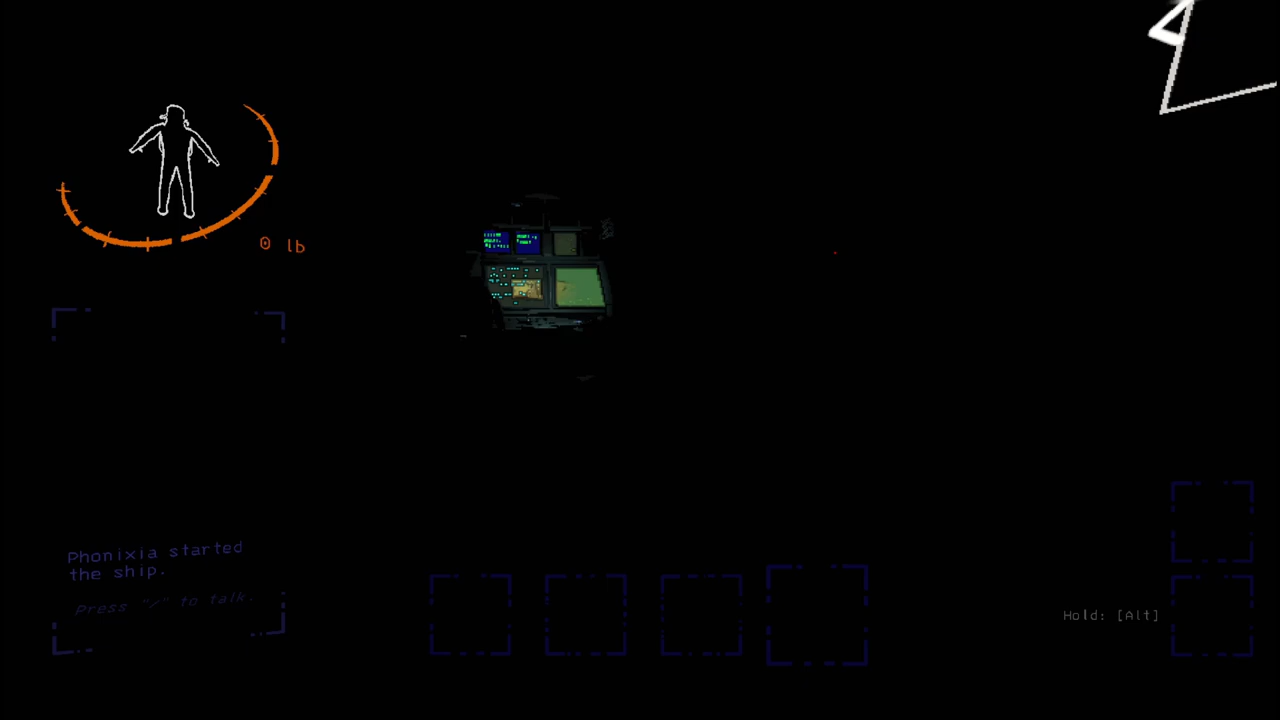 0 lb
Phonixia started
the ship.
Press "/" to talk.
Hold: [Alt]